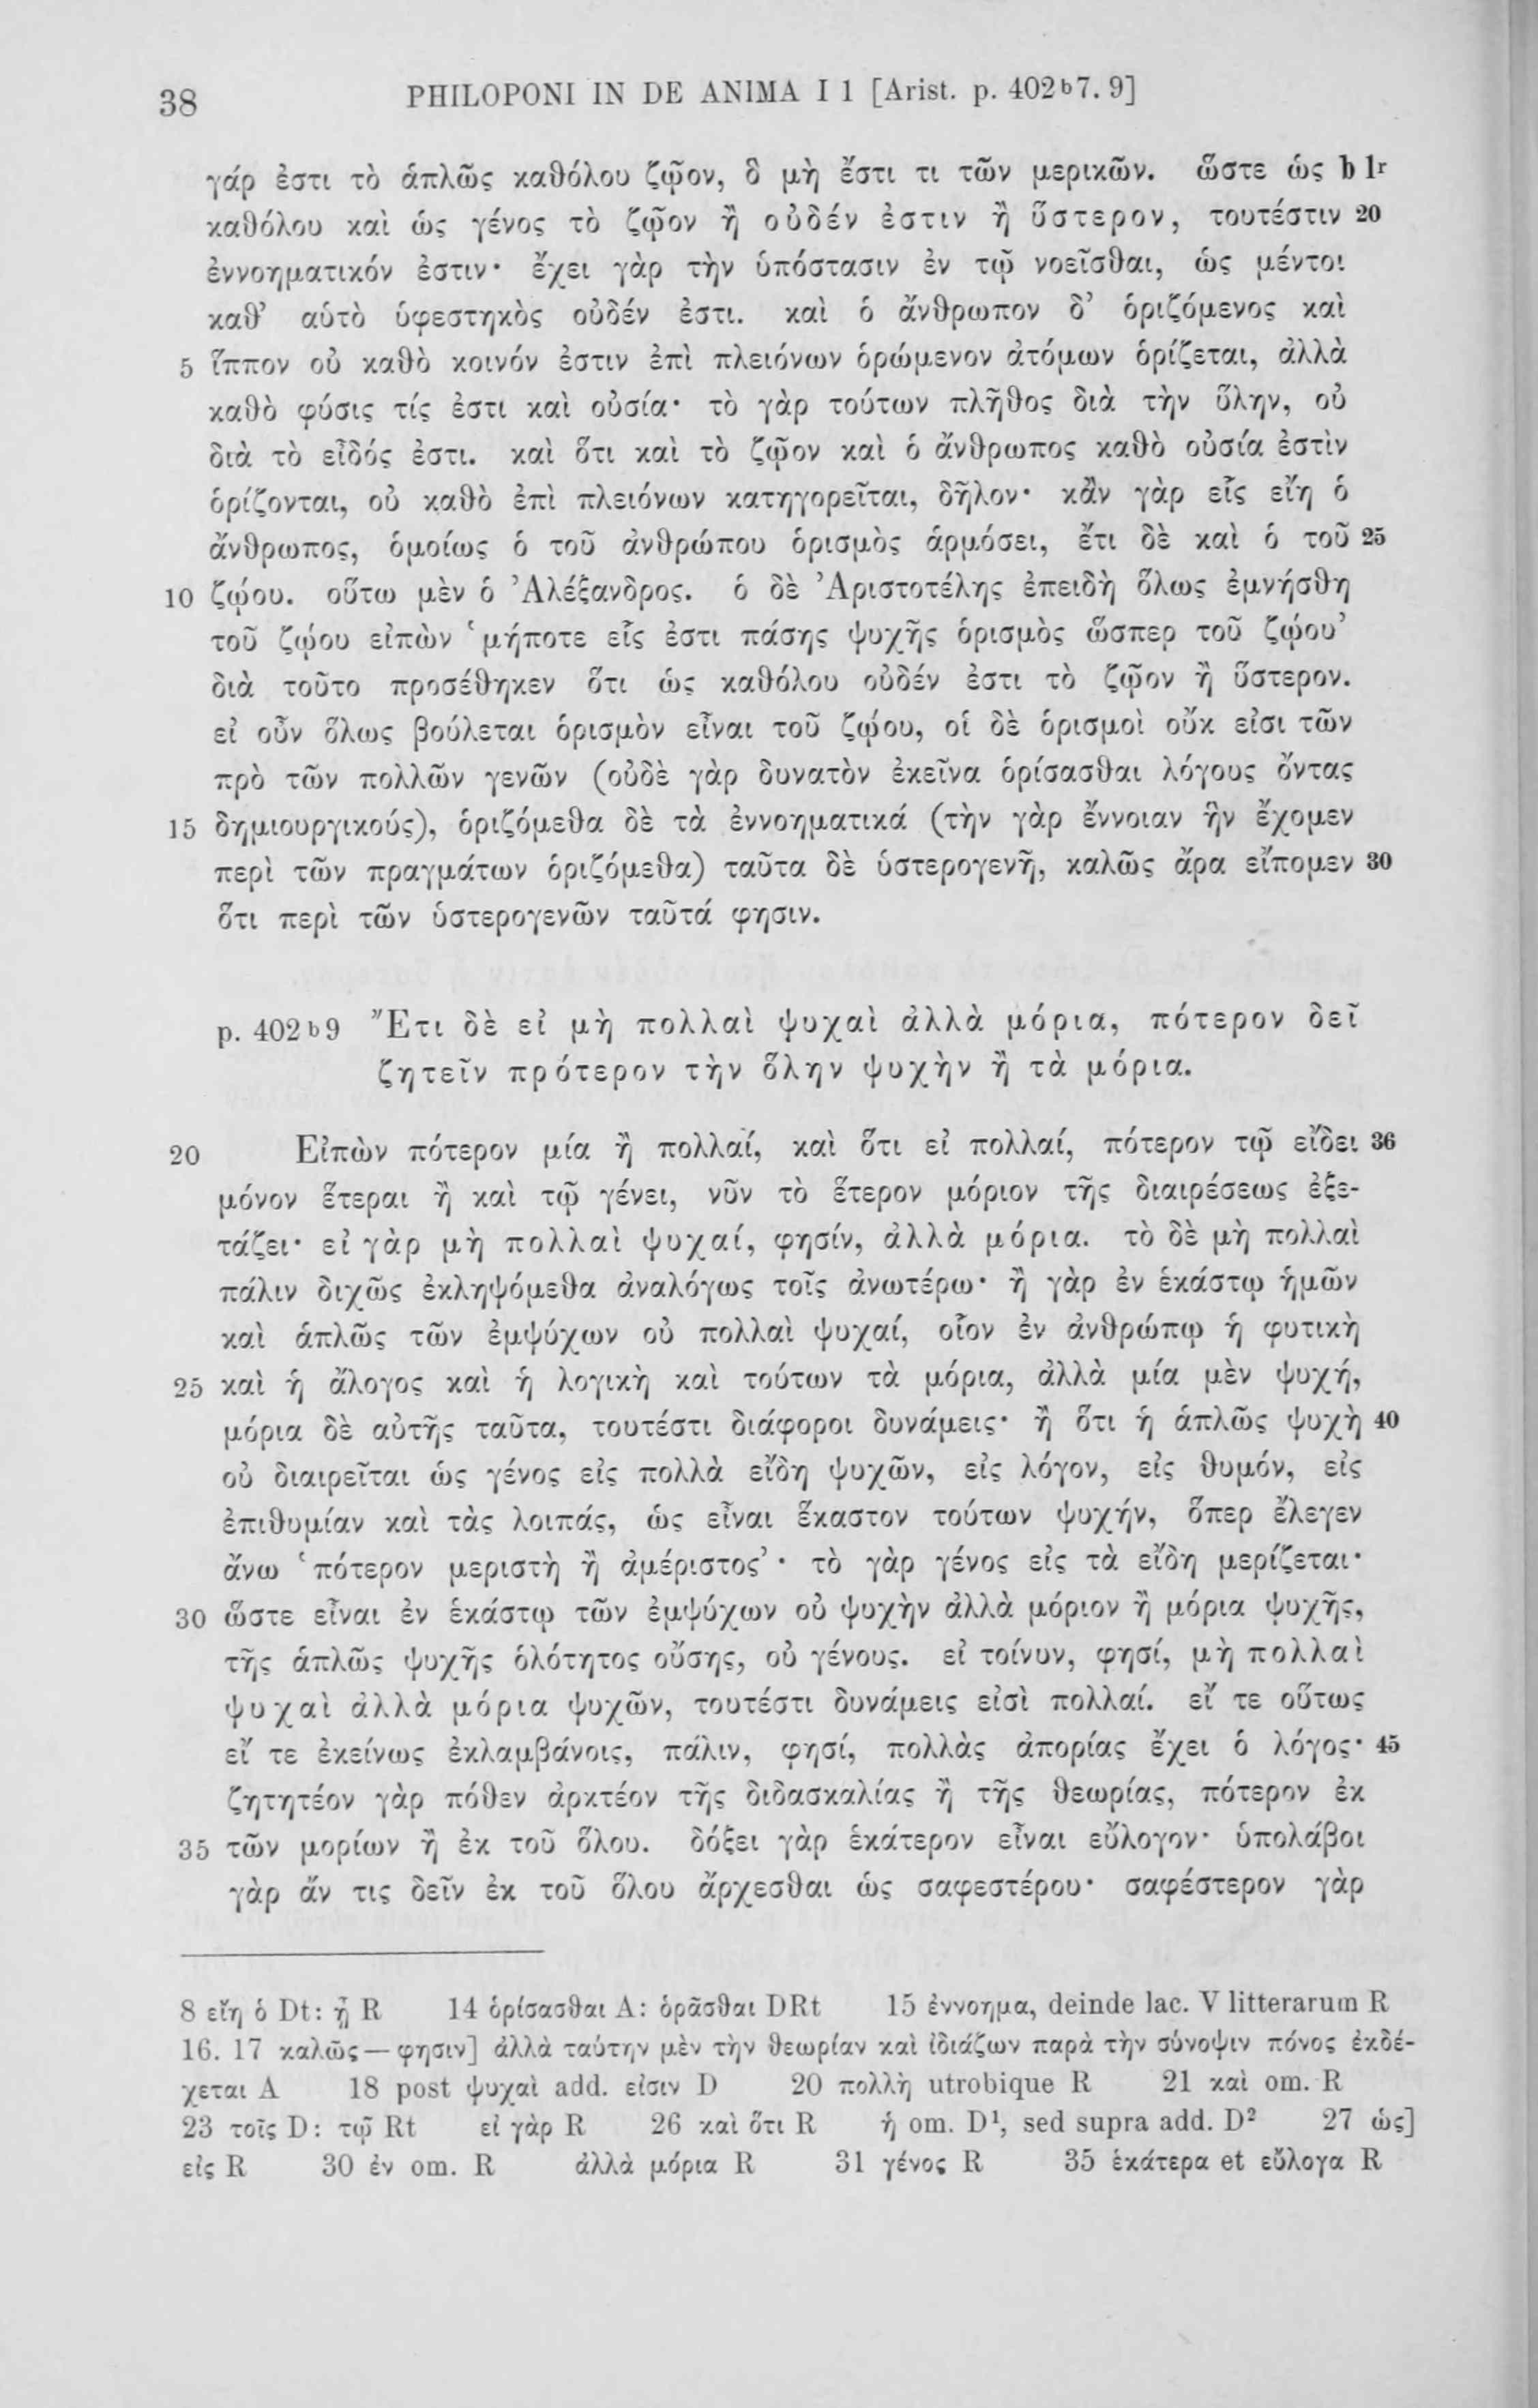 38 PHILOPONI IN DE ANIMA I 1 [Arist. p. 402b7. 9]
γάρ ἐστι τὸ ἁπλῶς καθόλου ζῷον, ὃ μὴ ἔστι τι τῶν μερικῶν. ὥστε ὡς b 1r
καθόλου καὶ ὡς γένος τὸ ζῷον ἢ οὐδέν ἐστιν ἢ ὕστερον, τουτέστιν 20
ἐννοηματικόν ἐστιν· ἔχει γὰρ τὴν ὑπόστασιν ἐν τῷ νοεῖσθαι, ὡς μέντοι
καθ’ αὑτὸ ὑφεστηκὸς οὐδέν ἐστι. καὶ ὁ ἄνθρωπον δ’ ὁριζόμενος καὶ
5 ἵππον οὐ καθὸ κοινόν ἐστιν ἐπὶ πλειόνων ὁρώμενον ἀτόμων ὁρίζεται, ἀλλὰ
καθὸ φύσις τίς ἐστι καὶ οὐσία· τὸ γὰρ τούτων πλῆθος διὰ τὴν ὕλην, οὐ
διὰ τὸ εἶδός ἐστι. καὶ ὅτι καὶ τὸ ζῷον καὶ ὁ ἄνθρωπος καθὸ οὐσία ἐστὶν
ὁρίζονται, οὐ καθὸ ἐπὶ πλειόνων κατηγορεῖται, δῆλον· κἂν γὰρ εἷς εἴη ὁ
ἄνθρωπος, ὁμοίως ὁ τοῦ ἀνθρώπου ὁρισμὸς ἁρμόσει, ἔτι δὲ καὶ ὁ τοῦ 25
10 ζῴου. οὕτω μὲν ὁ Ἀλέξανδρος. ὁ δὲ Ἀριστοτέλης ἐπειδὴ ὅλως ἐμνήσθη
τοῦ ζῴου εἰπὼν ‘μήποτε εἷς ἐστι πάσης ψυχῆς ὁρισμὸς ὥσπερ τοῦ ζῴου’
διὰ τοῦτο προσέθηκεν ὅτι ὡς καθόλου οὐδέν ἐστι τὸ ζῷον ἢ ὕστερον.
εἰ οὖν ὅλως βούλεται ὁρισμὸν εἶναι τοῦ ζῴου, οἱ δὲ ὁρισμοὶ οὔκ εἰσι τῶν
πρὸ τῶν πολλῶν γενῶν (οὐδὲ γὰρ δυνατὸν ἐκεῖνα ὁρίσασθαι λόγους ὄντας
15 δημιουργικούς), ὁριζόμεθα δὲ τὰ ἐννοηματικά (τὴν γὰρ ἔννοιαν ἣν ἔχομεν
περὶ τῶν πραγμάτων ὁριζόμεθα) ταῦτα δὲ ὑστερογενῆ, καλῶς ἄρα εἴπομεν 30
ὅτι περὶ τῶν ὑστερογενῶν ταῦτά φησιν.
p. 402b9 Ἔτι δὲ εἰ μὴ πολλαὶ ψυχαὶ ἀλλὰ μόρια, πότερον δεῖ
ζητεῖν πρότερον τὴν ὅλην ψυχὴν ἢ τὰ μόρια.
20 Εἰπὼν πότερον μία ἢ πολλαί, καὶ ὅτι εἰ πολλαί, πότερον τῷ εἴδει 36
μόνον ἕτεραι ἢ καὶ τῷ γένει, νῦν τὸ ἕτερον μόριον τῆς διαιρέσεως ἐξε-
τάζει· εἰ γὰρ μὴ πολλαὶ ψυχαί, φησίν, ἀλλὰ μόρια. τὸ δὲ μὴ πολλαὶ
πάλιν διχῶς ἐκληψόμεθα ἀναλόγως τοῖς ἀνωτέρω· ἢ γὰρ ἐν ἑκάστῳ ἡμῶν
καὶ ἁπλῶς τῶν ἐμψύχων οὐ πολλαὶ ψυχαί, οἷον ἐν ἀνθρώπῳ ἡ φυτικὴ
25 καὶ ἡ ἄλογος καὶ ἡ λογικὴ καὶ τούτων τὰ μόρια, ἀλλὰ μία μὲν ψυχή,
μόρια δὲ αὐτῆς ταῦτα, τουτέστι διάφοροι δυνάμεις· ἢ ὅτι ἡ ἁπλῶς ψυχὴ 40
οὐ διαιρεῖται ὡς γένος εἰς πολλὰ εἴδη ψυχῶν, εἰς λόγον, εἰς θυμόν, εἰς
ἐπιθυμίαν καὶ τὰς λοιπάς, ὡς εἶναι ἕκαστον τούτων ψυχήν, ὅπερ ἔλεγεν
ἄνω ‘πότερον μεριστὴ ἢ ἀμέριστος’· τὸ γὰρ γένος εἰς τὰ εἴδη μερίζεται·
30 ὥστε εἶναι ἐν ἑκάστῳ τῶν ἐμψύχων οὐ ψυχὴν ἀλλὰ μόριον ἢ μόρια ψυχῆς,
τῆς ἁπλῶς ψυχῆς ὁλότητος οὔσης, οὐ γένους. εἰ τοίνυν, φησί, μὴ πολλαὶ
ψυχαὶ ἀλλὰ μόρια ψυχῶν, τουτέστι δυνάμεις εἰσὶ πολλαί. εἴ τε οὕτως
εἴ τε ἐκείνως ἐκλαμβάνοις, πάλιν, φησί, πολλὰς ἀπορίας ἔχει ὁ λόγος· 45
ζητητέον γὰρ πόθεν ἀρκτέον τῆς διδασκαλίας ἢ τῆς θεωρίας, πότερον ἐκ
35 τῶν μορίων ἢ ἐκ τοῦ ὅλου. δόξει γὰρ ἑκάτερον εἶναι εὔλογον· ὑπολάβοι
γὰρ ἄν τις δεῖν ἐκ τοῦ ὅλου ἄρχεσθαι ὡς σαφεστέρου· σαφέστερον γὰρ
8 εἴη ὁ Dt: ᾖ R 14 ὁρίσασθαι A: ὁρᾶσθαι DRt 15 ἐννοημα, deinde lac. V litterarum R
16. 17 καλῶς — φησιν] ἀλλὰ ταύτην μὲν τὴν θεωρίαν καὶ ἰδιάζων παρὰ τὴν σύνοψιν πόνος ἐκδέ-
χεται A 18 post ψυχαὶ add. εἰσιν D 20 πολλὴ utrobique R 21 καὶ om. R
23 τοῖς D: τῷ Rt εἰ γὰρ R 26 καὶ ὅτι R ἡ om. D¹, sed supra add. D² 27 ὡς]
εἰς R 30 ἐν om. R ἀλλὰ μόρια R 31 γένος R 35 ἑκάτερα et εὔλογα R